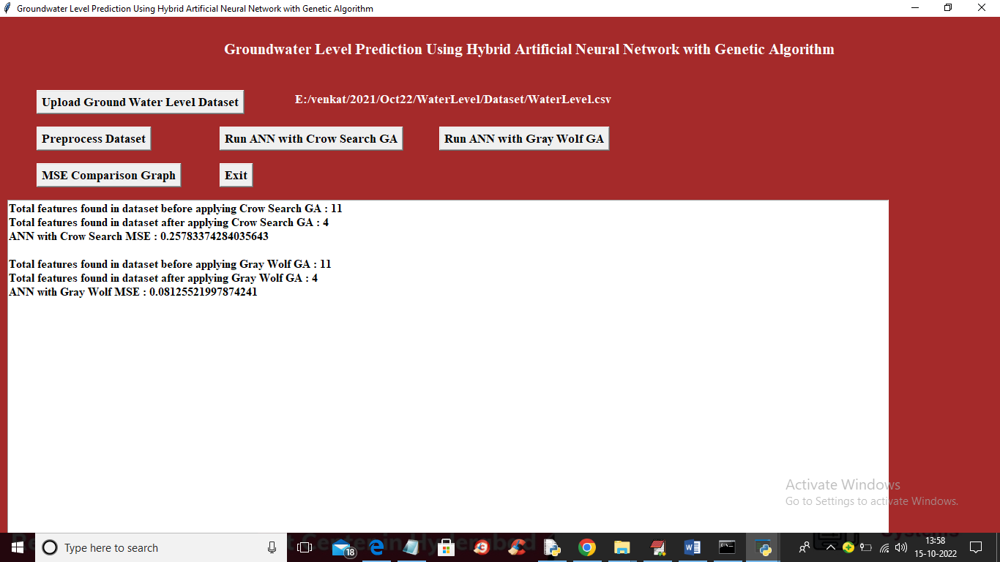 Groundwater Level Prediction Using Hybrid Artificial Neural Network with Genetic Algorithm
Groundwater Level Prediction Using Hybrid Artificial Neural Network with Genetic Algorithm
Upload Ground Water Level Dataset
E:/venkat/2021/Oct22/WaterLevel/Dataset/WaterLevel.csv
Preprocess Dataset
Run ANN with Crow Search GA
Run ANN with Gray Wolf GA
MSE Comparison Graph
Exit
Total features found in dataset before applying Crow Search GA : 11
Total features found in dataset after applying Crow Search GA : 4
ANN with Crow Search MSE : 0.25783374284035643
Total features found in dataset before applying Gray Wolf GA : 11
Total features found in dataset after applying Gray Wolf GA : 4
ANN with Gray Wolf MSE : 0.08125521997874241
Activate Windows
Go to Settings to activate Windows.
Type here to search
18
13:58
15-10-2022